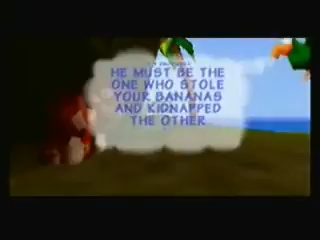 HE MUST BE THE
ONE WHO STOLE
YOUR BANANAS
AND KIDNAPPED
THE OTHER